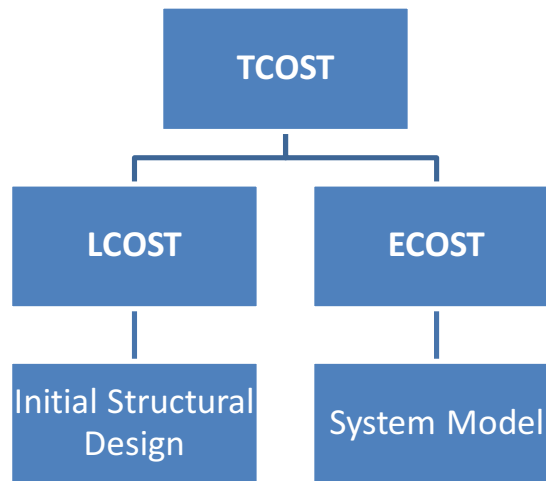 TCOST
LCOST
ECOST
Initial Structural
Design
System Model